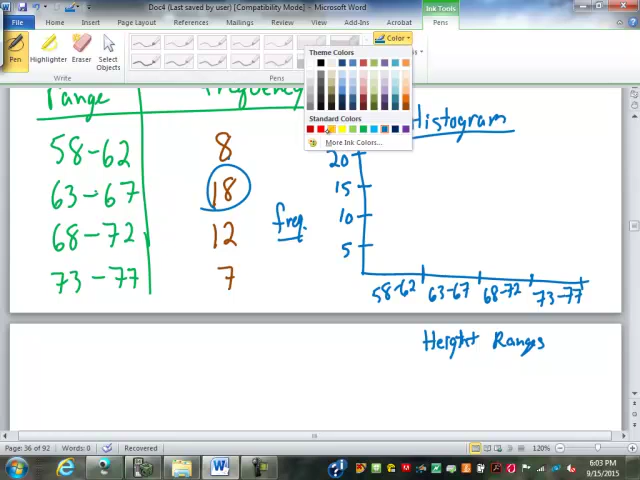 Doc4 (Last saved by user) [Compatibility Mode] - Microsoft Word
Ink Tools
File
Home
Insert
Page Layout
References
Mailings
Review
View
Add-Ins
Acrobat
Pens
Pen
Highlighter
Eraser
Select Objects
Write
Pens
Color
Theme Colors
Standard Colors
More Ink Colors...
range
frequency
58-62 8
63-67 18
68-72 12
73-77 7
Histogram
freq.
20
15
10
5
58-62 63-67 68-72 73-77
Height Ranges
Page: 36 of 92
Words: 0
Recovered
120%
6:03 PM
9/15/2015